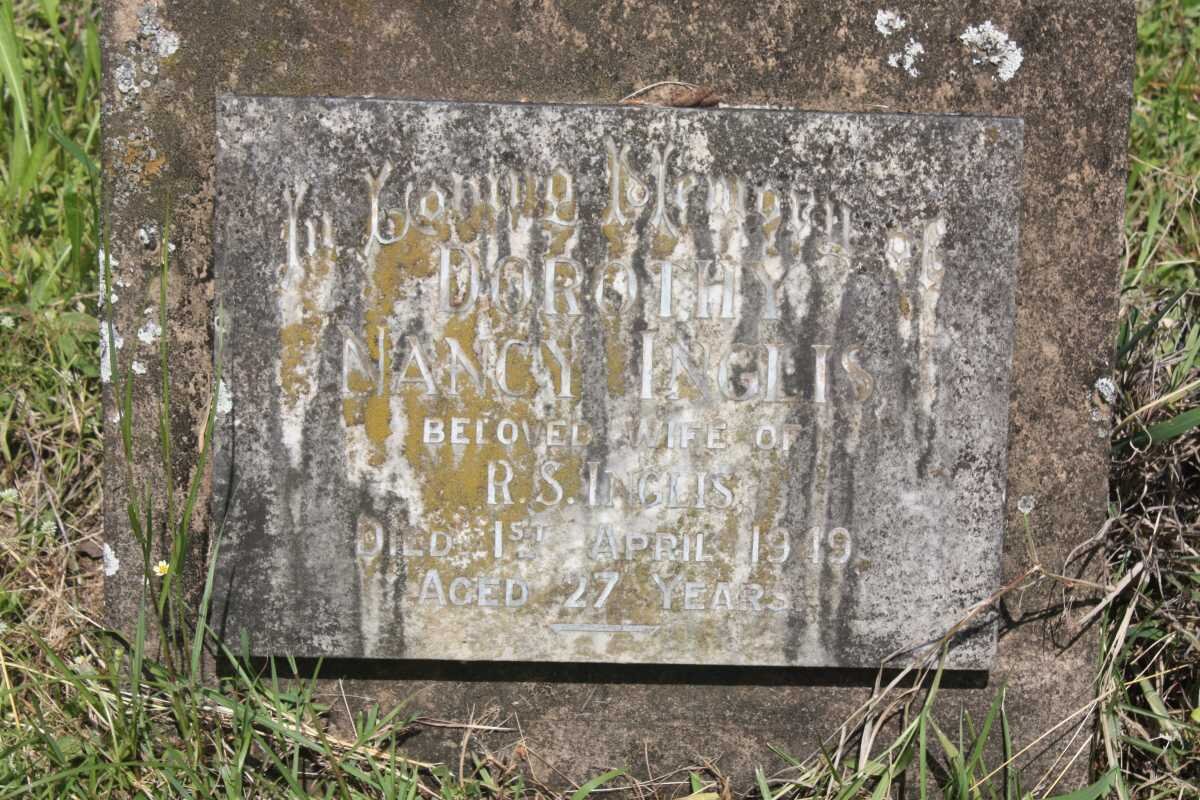 In Loving Memory of
DOROTHY
NANCY INGLIS
BELOVED WIFE OF
R.S. INGLIS
DIED 1ST APRIL 1919
AGED 27 YEARS